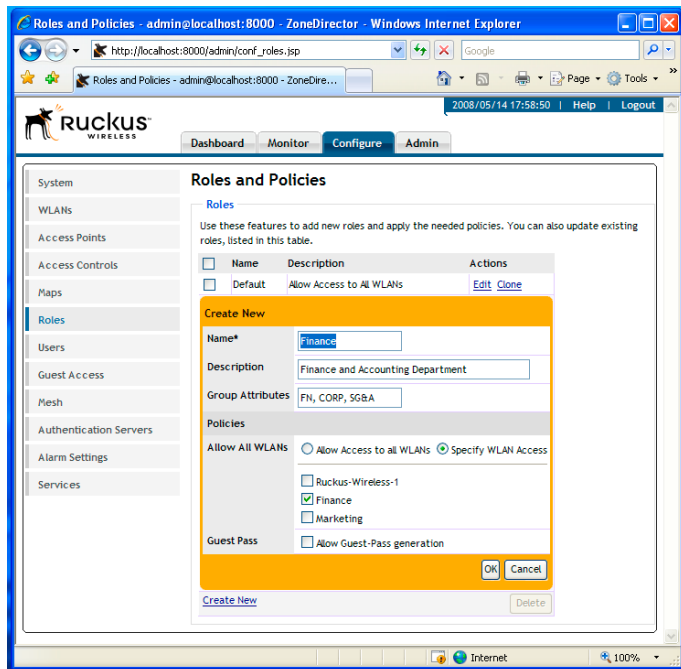 Roles and Policies - admin@localhost:8000 - ZoneDirector - Windows Internet Explorer
http://localhost:8000/admin/conf_roles.jsp
Google
Roles and Policies - admin@localhost:8000 - ZoneDire...
Page
Tools
»
2008/05/14 17:58:50 | Help | Logout
Ruckus
WIRELESS
Dashboard Monitor Configure Admin
System
WLANs
Access Points
Access Controls
Maps
Roles
Users
Guest Access
Mesh
Authentication Servers
Alarm Settings
Services
Roles and Policies
Roles
Use these features to add new roles and apply the needed policies. You can also update existing
roles, listed in this table.
Name Description Actions
Default Allow Access to All WLANs Edit Clone
Create New
Name* Finance
Description Finance and Accounting Department
Group Attributes FN, CORP, SG&A
Policies
Allow All WLANs Allow Access to all WLANs Specify WLAN Access
Ruckus-Wireless-1
Finance
Marketing
Guest Pass Allow Guest-Pass generation
OK Cancel
Create New Delete
Internet 100%